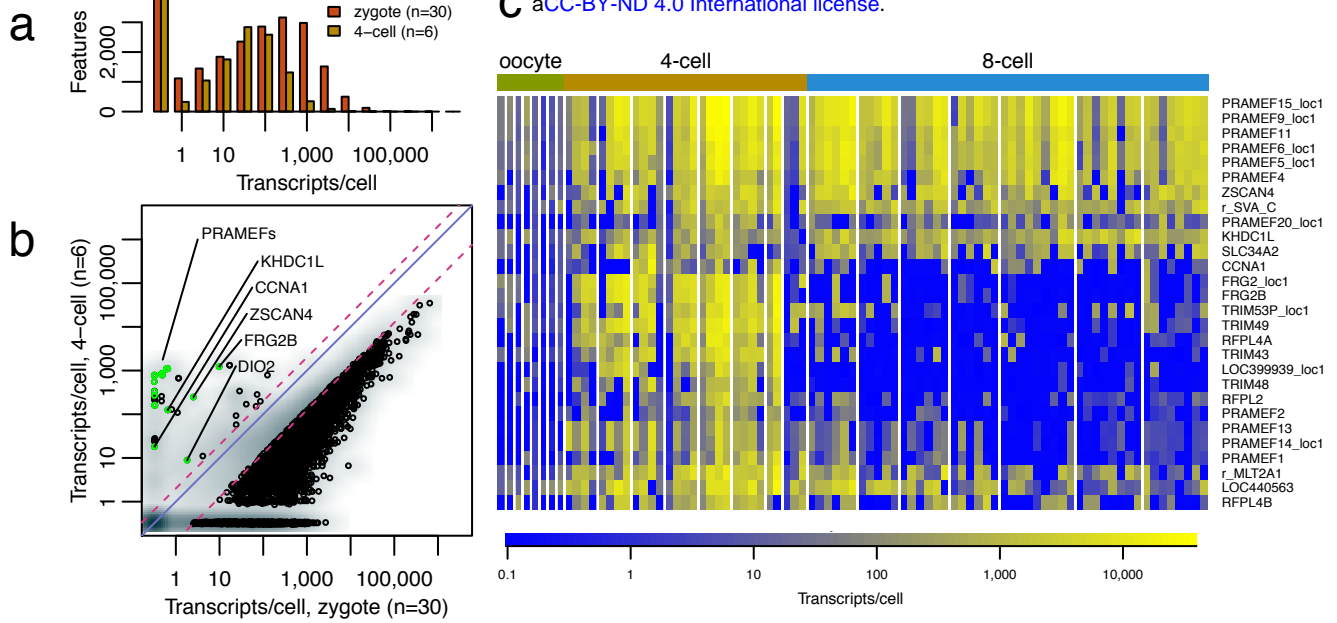 a
Features
0
2,000
zygote (n=30)
4−cell (n=6)
1 10 1,000 100,000
Transcripts/cell
b
Transcripts/cell, 4−cell (n=6)
1 10 1,000 100,000
PRAMEFs
KHDC1L
CCNA1
ZSCAN4
FRG2B
DIO2
1 10 1,000 100,000
Transcripts/cell, zygote (n=30)
c aCC-BY-ND 4.0 International license.
oocyte 4-cell 8-cell
PRAMEF15_loc1
PRAMEF9_loc1
PRAMEF11
PRAMEF6_loc1
PRAMEF5_loc1
PRAMEF4
ZSCAN4
r_SVA_C
PRAMEF20_loc1
KHDC1L
SLC34A2
CCNA1
FRG2_loc1
FRG2B
TRIM53P_loc1
TRIM49
RFPL4A
TRIM43
LOC399939_loc1
TRIM48
RFPL2
PRAMEF2
PRAMEF13
PRAMEF14_loc1
PRAMEF1
r_MLT2A1
LOC440563
RFPL4B
0.1 1 10 100 1,000 10,000
Transcripts/cell